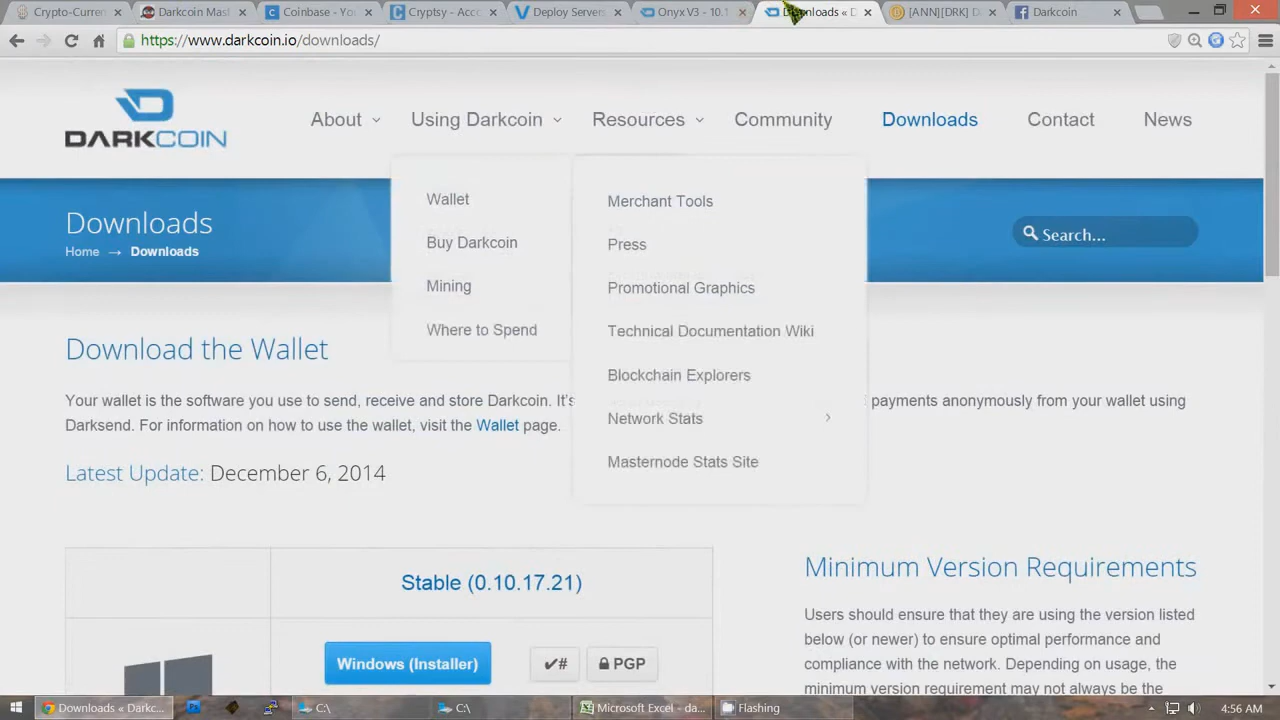 Crypto-Curren
Darkcoin Mas
Coinbase - You
Cryptsy - Acco
Deploy Servers
Onyx V3 - 10.1
Downloads « D
[ANN][DRK] D
Darkcoin
https://www.darkcoin.io/downloads/
DARKCOIN
About
Using Darkcoin
Resources
Community
Downloads
Contact
News
Wallet
Buy Darkcoin
Mining
Where to Spend
Merchant Tools
Press
Promotional Graphics
Technical Documentation Wiki
Blockchain Explorers
Network Stats
Masternode Stats Site
Downloads
Home → Downloads
Search...
Download the Wallet
Your wallet is the software you use to send, receive and store Darkcoin. It's
payments anonymously from your wallet using
Darksend. For information on how to use the wallet, visit the Wallet page.
Latest Update: December 6, 2014
Stable (0.10.17.21)
Windows (Installer)
✔#
PGP
Minimum Version Requirements
Users should ensure that they are using the version listed
below (or newer) to ensure optimal performance and
compliance with the network. Depending on usage, the
minimum version requirement may not always be the
Downloads « Darkc...
C:\
C:\
Microsoft Excel - da...
Flashing
4:56 AM